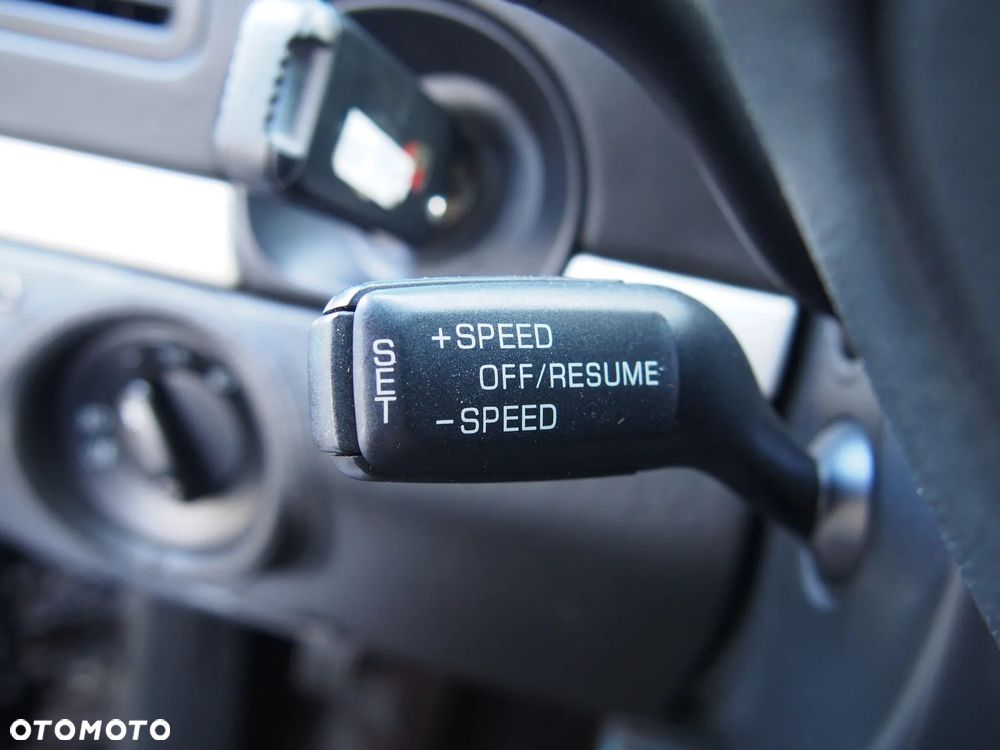 SET
+SPEED
OFF/RESUME
-SPEED
OTOMOTO